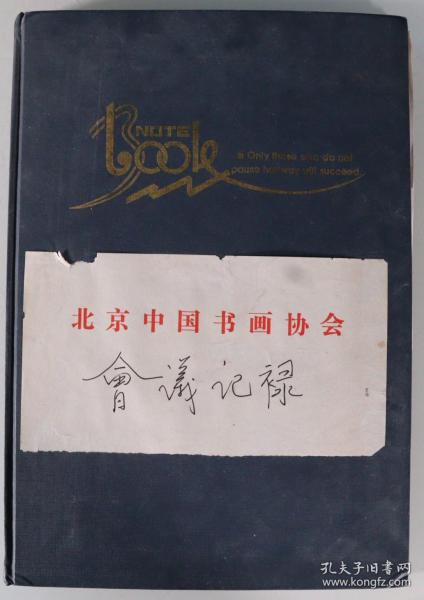 NOTE
Book
Only those who do not
pause halfway will succeed
北京中国书画协会
會议记禄
孔夫子旧书网
www.kongfz.com